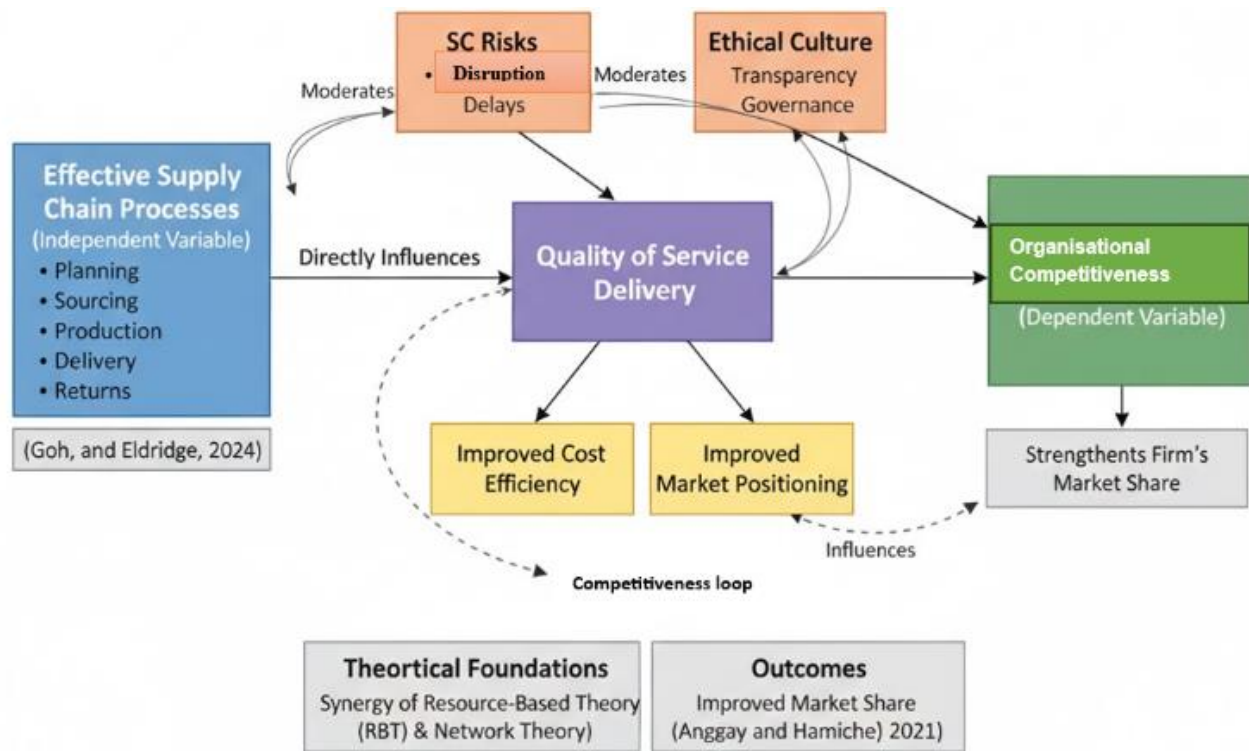 SC Risks
• Disruption
Delays
Moderates
Moderates
Ethical Culture
Transparency
Governance
Effective Supply
Chain Processes
(Independent Variable)
• Planning
• Sourcing
• Production
• Delivery
• Returns
(Goh, and Eldridge, 2024)
Directly Influences
Quality of Service
Delivery
Organisational
Competitiveness
(Dependent Variable)
Improved Cost
Efficiency
Improved
Market Positioning
Strengthents Firm's
Market Share
Influences
Competitiveness loop
Theortical Foundations
Synergy of Resource-Based Theory
(RBT) & Network Theory)
Outcomes
Improved Market Share
(Anggay and Hamiche) 2021)